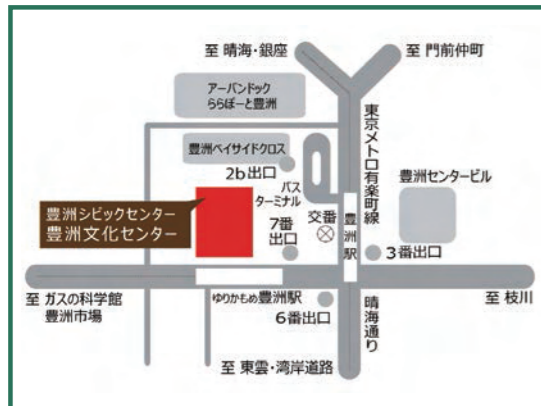 至 晴海・銀座
至 門前仲町
アーバンドック
ららぽーと豊洲
東京メトロ有楽町線
豊洲ベイサイドクロス
2b出口
バス
ターミナル
豊洲センタービル
豊洲シビックセンター
豊洲文化センター
7番
出口
交番
豊洲駅
3番出口
至 ガスの科学館
豊洲市場
ゆりかもめ豊洲駅
6番出口
晴海通り
至 枝川
至 東雲・湾岸道路